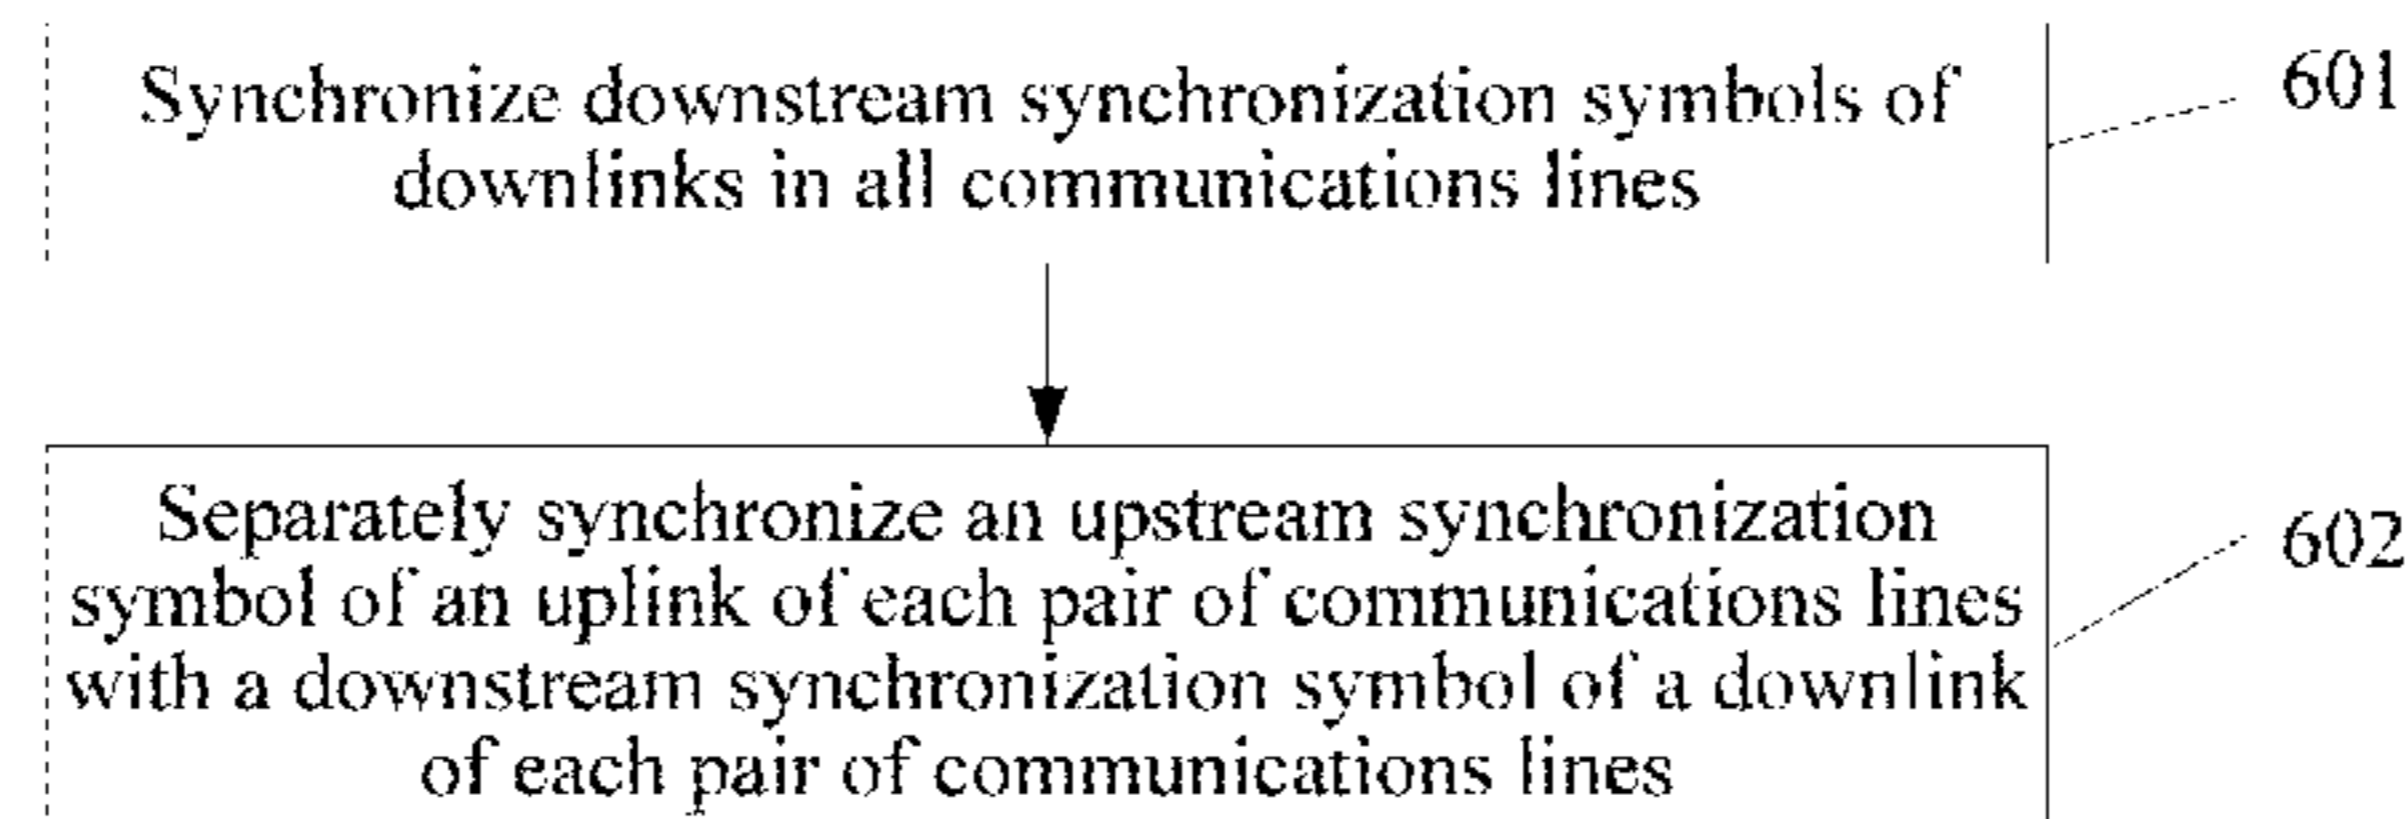 Synchronize downstream synchronization symbols of
downlinks in all communications lines
601
Separately synchronize an upstream synchronization
symbol of an uplink of each pair of communications lines
with a downstream synchronization symbol of a downlink
of each pair of communications lines
602